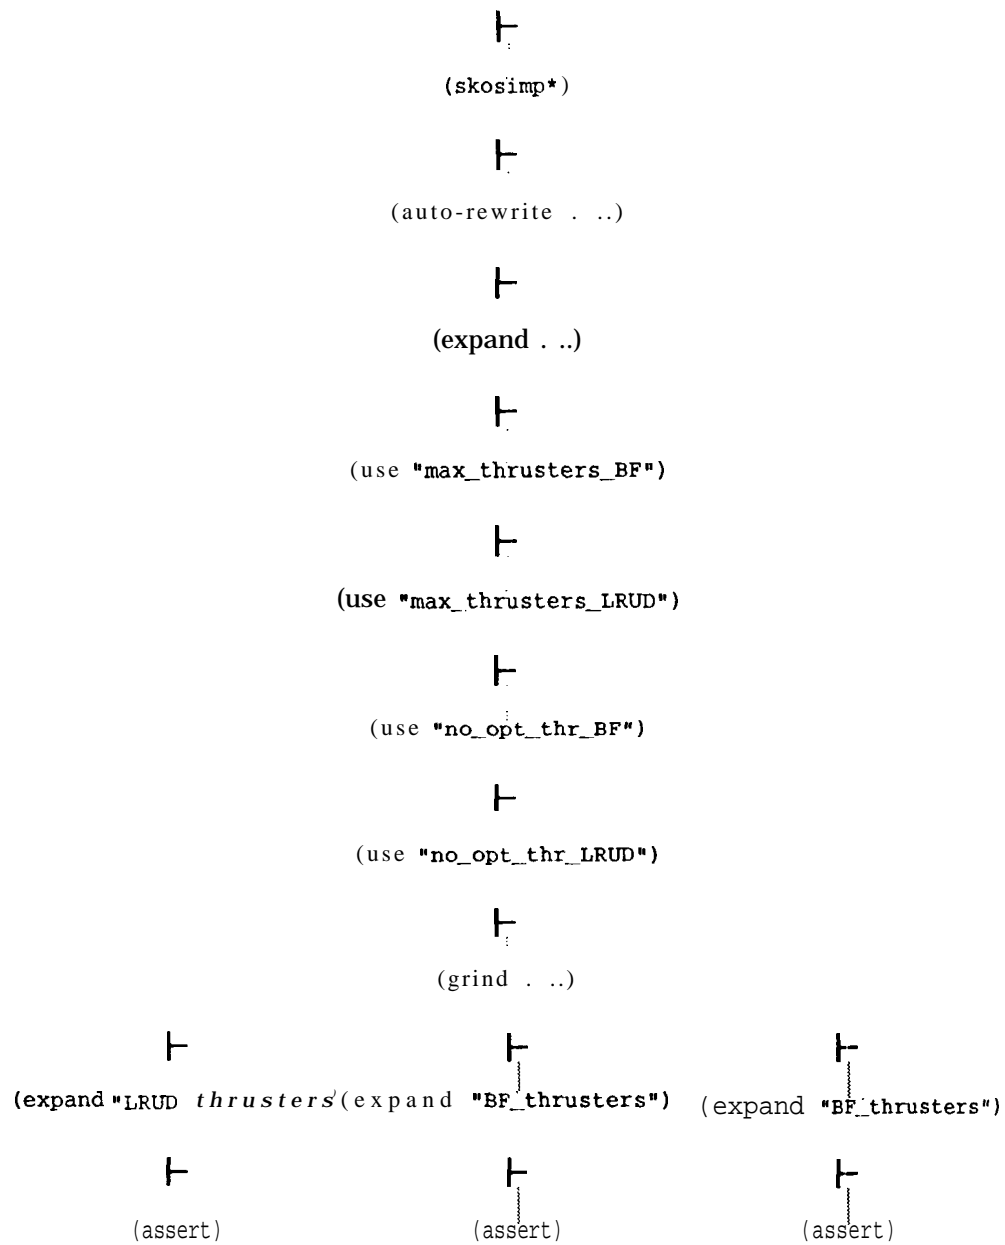 ⊢
(skosimp*)
⊢
(auto-rewrite . ..)
⊢
(expand . ..)
⊢
(use "max_thrusters_BF")
⊢
(use "max_thrusters_LRUD")
⊢
(use "no_opt_thr_BF")
⊢
(use "no_opt_thr_LRUD")
⊢
(grind . ..)
⊢ ⊢ ⊢
(expand "LRUD thrusters' (expand "BF_thrusters") (expand "BF_thrusters")
⊢ ⊢ ⊢
(assert) (assert) (assert)